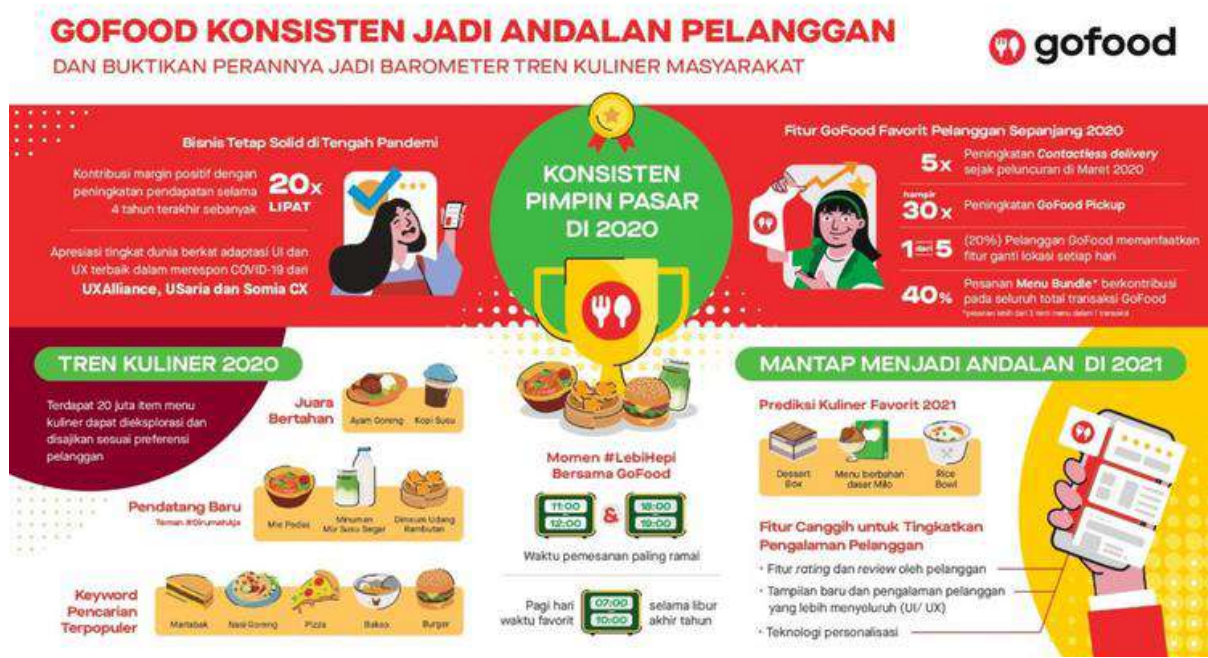 GOFOOD KONSISTEN JADI ANDALAN PELANGGAN
DAN BUKTIKAN PERANNYA JADI BAROMETER TREN KULINER MASYARAKAT
gofood
Bisnis Tetap Solid di Tengah Pandemi
Kontribusi margin positif dengan
peningkatan pendapatan selama
4 tahun terakhir sebanyak
20x
LIPAT
Apresiasi tingkat dunia berkat adaptasi UI dan
UX terbaik dalam merespon COVID-19 dari
UXAlliance, USaria dan Somia CX
KONSISTEN
PIMPIN PASAR
DI 2020
Fitur GoFood Favorit Pelanggan Sepanjang 2020
5x
Peningkatan Contactless delivery
sejak peluncuran di Maret 2020
hampir
30x
Peningkatan GoFood Pickup
1 dari 5
(20%) Pelanggan GoFood memanfaatkan
fitur ganti lokasi setiap hari
40%
Pesanan Menu Bundle* berkontribusi
pada seluruh total transaksi GoFood
*pesanan lebih dari 1 item menu dalam 1 transaksi
TREN KULINER 2020
Terdapat 20 juta item menu
kuliner dapat dieksplorasi dan
disajikan sesuai preferensi
pelanggan
Juara
Bertahan
Ayam Goreng
Kopi Susu
Pendatang Baru
Teman #DirumahAja
Mie Pedas
Minuman
Mix Susu Segar
Dimsum Udang
Rambutan
Keyword
Pencarian
Terpopuler
Martabak
Nasi Goreng
Pizza
Bakso
Burger
Momen #LebiHepi
Bersama GoFood
11:00
12:00
&
18:00
19:00
Waktu pemesanan paling ramai
Pagi hari
waktu favorit
07:00
10:00
selama libur
akhir tahun
MANTAP MENJADI ANDALAN DI 2021
Prediksi Kuliner Favorit 2021
Dessert
Box
Menu berbahan
dasar Milo
Rice
Bowl
Fitur Canggih untuk Tingkatkan
Pengalaman Pelanggan
• Fitur rating dan review oleh pelanggan
• Tampilan baru dan pengalaman pelanggan
yang lebih menyeluruh (UI/ UX)
• Teknologi personalisasi